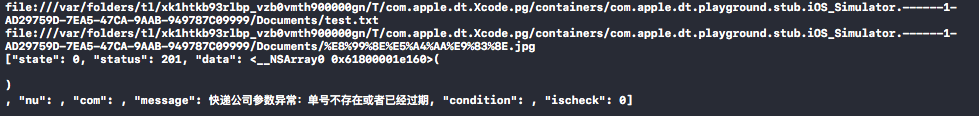 file:///var/folders/tl/xk1htkb93rlbp_vzb0vmth900000gn/T/com.apple.dt.Xcode.pg/containers/com.apple.dt.playground.stub.iOS_Simulator.------1-
AD29759D-7EA5-47CA-9AAB-949787C09999/Documents/test.txt
file:///var/folders/tl/xk1htkb93rlbp_vzb0vmth900000gn/T/com.apple.dt.Xcode.pg/containers/com.apple.dt.playground.stub.iOS_Simulator.------1-
AD29759D-7EA5-47CA-9AAB-949787C09999/Documents/%E8%99%8E%E5%A4%AA%E9%83%8E.jpg
["state": 0, "status": 201, "data": <__NSArray0 0x61800001e160>(
)
, "nu": , "com": , "message": 快递公司参数异常：单号不存在或者已经过期, "condition": , "ischeck": 0]